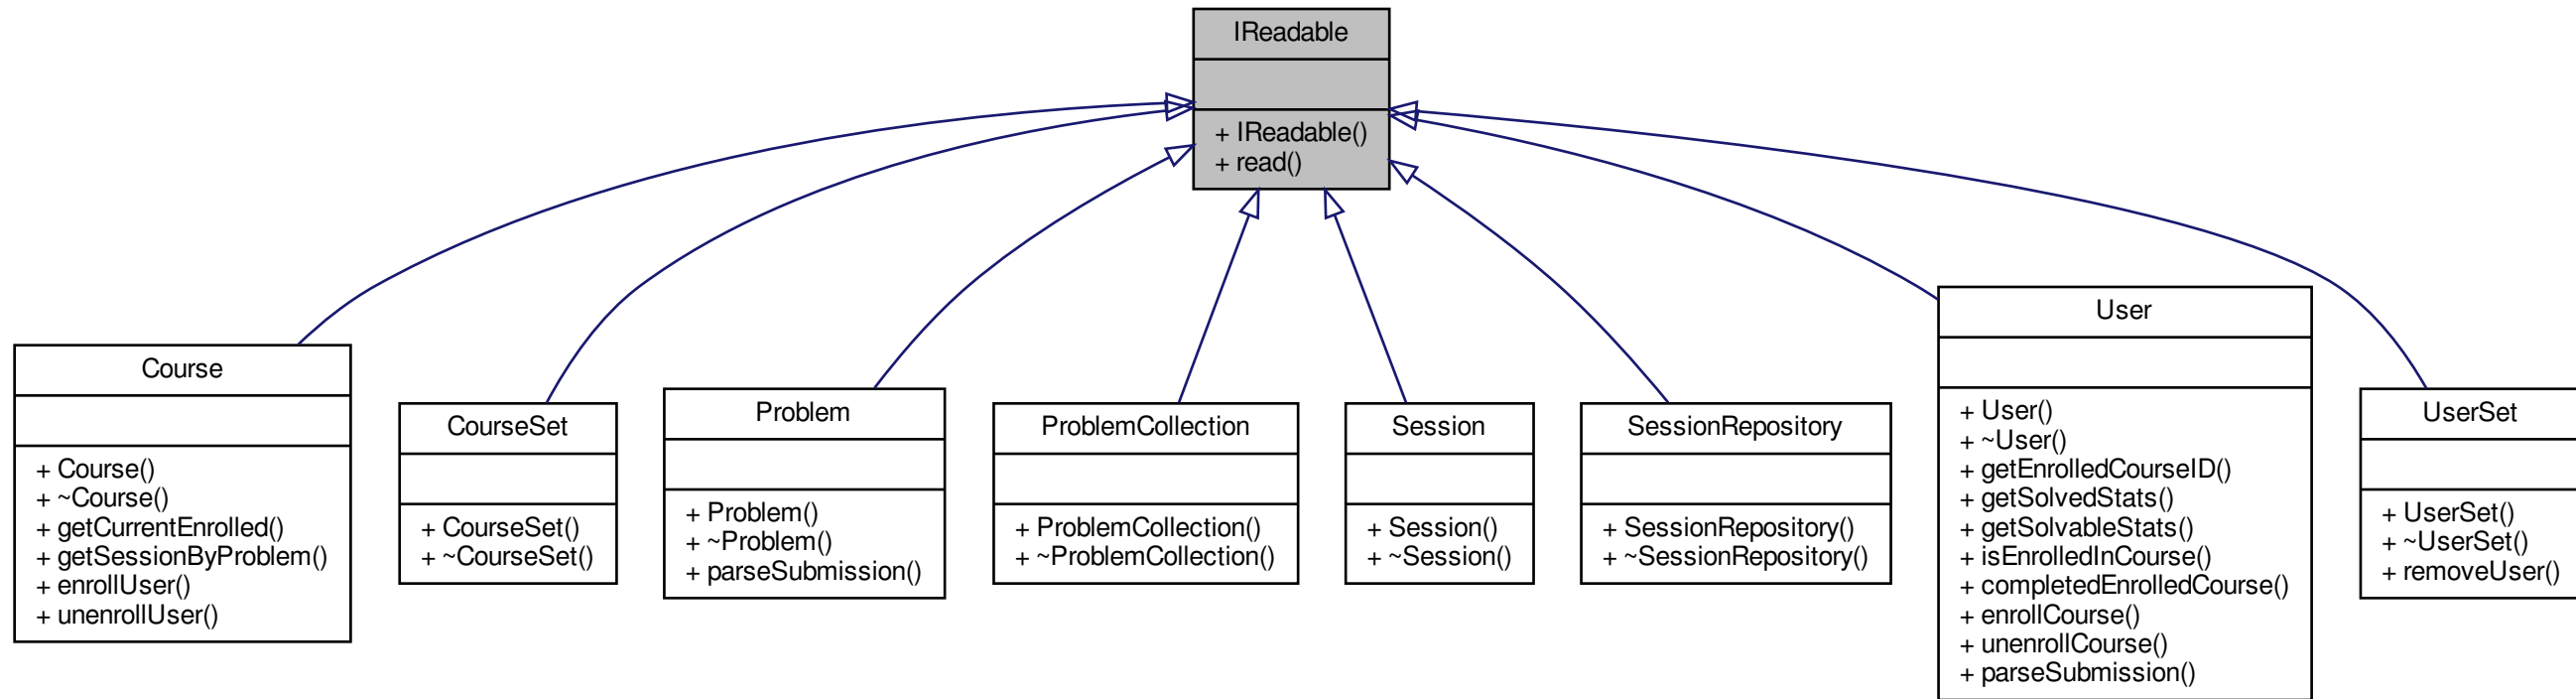 IReadable
+ IReadable()
+ read()
Course
+ Course()
+ ~Course()
+ getCurrentEnrolled()
+ getSessionByProblem()
+ enrollUser()
+ unenrollUser()
CourseSet
+ CourseSet()
+ ~CourseSet()
Problem
+ Problem()
+ ~Problem()
+ parseSubmission()
ProblemCollection
+ ProblemCollection()
+ ~ProblemCollection()
Session
+ Session()
+ ~Session()
SessionRepository
+ SessionRepository()
+ ~SessionRepository()
User
+ User()
+ ~User()
+ getEnrolledCourseID()
+ getSolvedStats()
+ getSolvableStats()
+ isEnrolledInCourse()
+ completedEnrolledCourse()
+ enrollCourse()
+ unenrollCourse()
+ parseSubmission()
UserSet
+ UserSet()
+ ~UserSet()
+ removeUser()